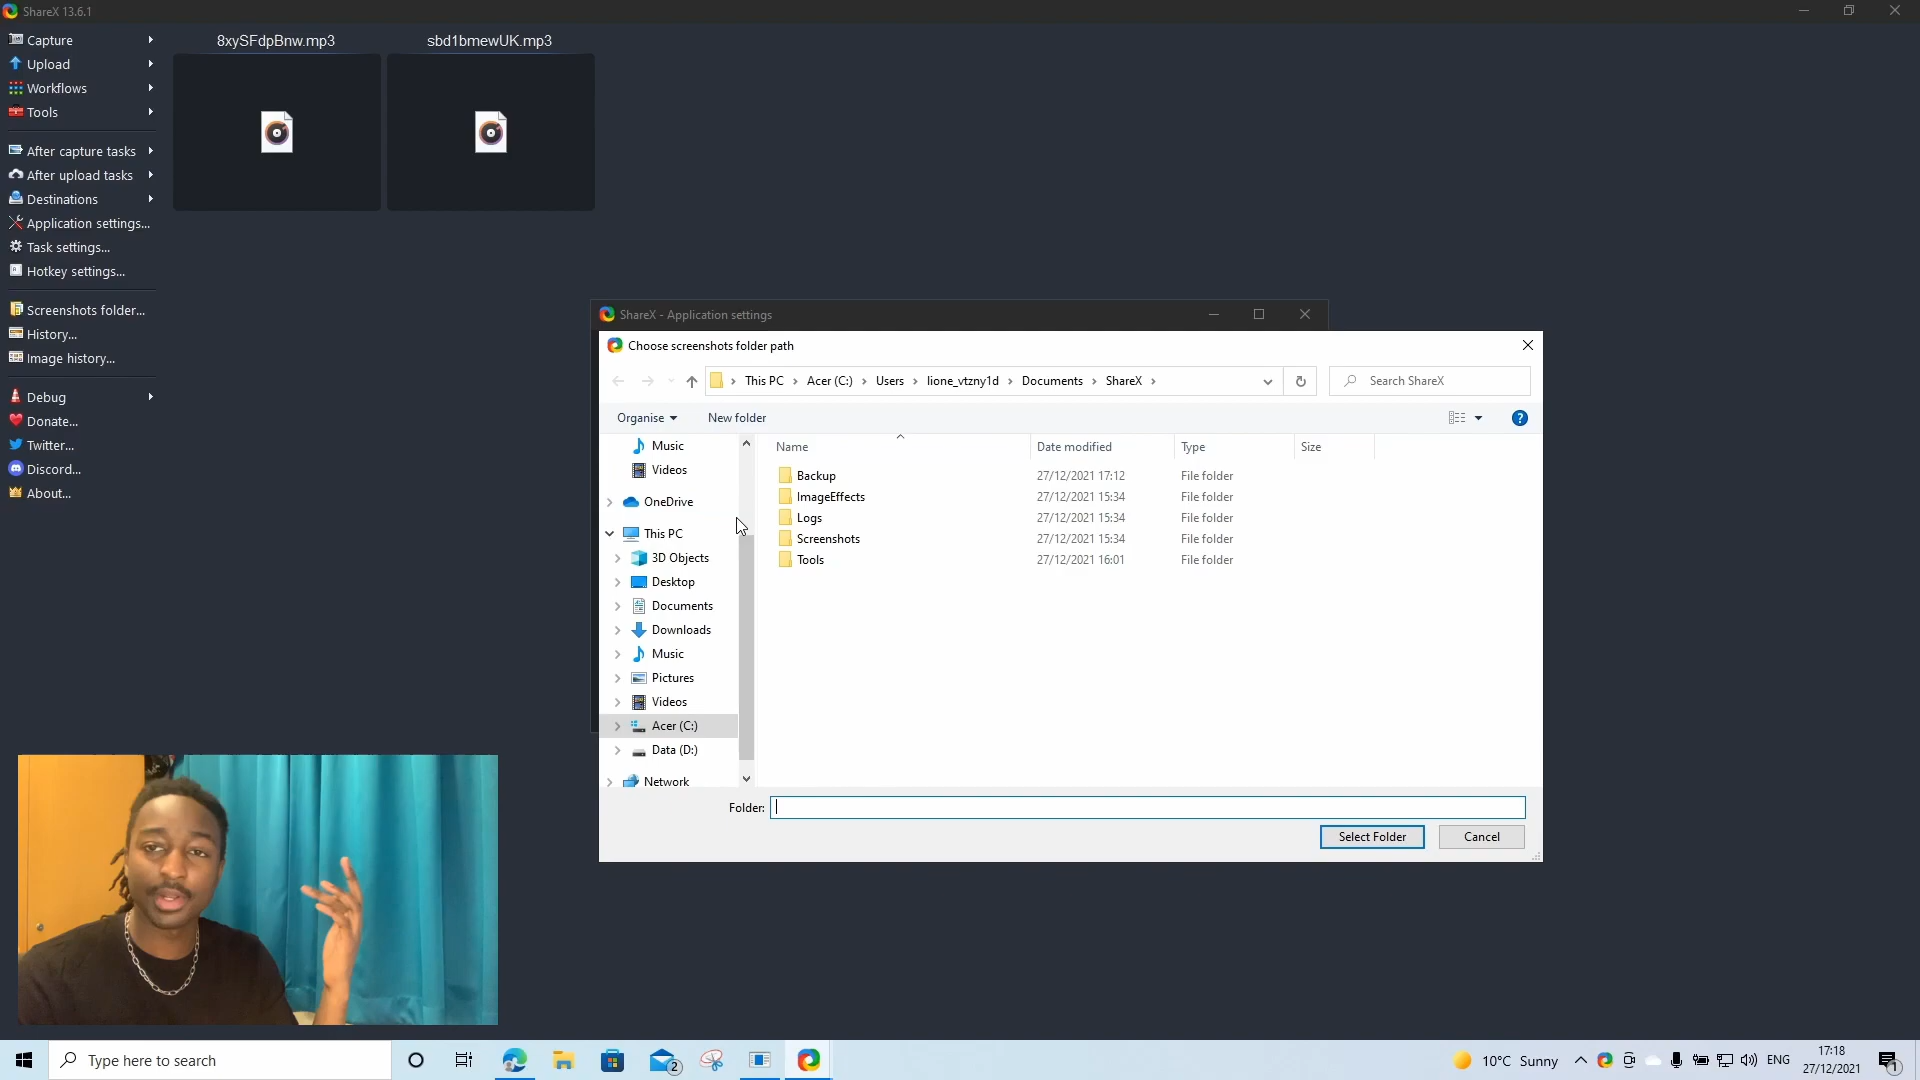 ShareX 13.6.1
Capture
Upload
Workflows
Tools
After capture tasks
After upload tasks
Destinations
Application settings...
Task settings...
Hotkey settings...
Screenshots folder...
History...
Image history...
Debug
Donate...
Twitter...
Discord...
About...
8xySFdpBnw.mp3
sbd1bmewUK.mp3
ShareX - Application settings
Choose screenshots folder path
This PC
Acer (C:)
Users
lione_vtzny1d
Documents
ShareX
Search ShareX
Organise
New folder
?
Music
Videos
OneDrive
This PC
3D Objects
Desktop
Documents
Downloads
Music
Pictures
Videos
Acer (C:)
Data (D:)
Network
Name Date modified Type Size
Backup 27/12/2021 17:12 File folder
ImageEffects 27/12/2021 15:34 File folder
Logs 27/12/2021 15:34 File folder
Screenshots 27/12/2021 15:34 File folder
Tools 27/12/2021 16:01 File folder
Folder:
Select Folder
Cancel
Type here to search
2
10°C Sunny
ENG
17:18
27/12/2021
1